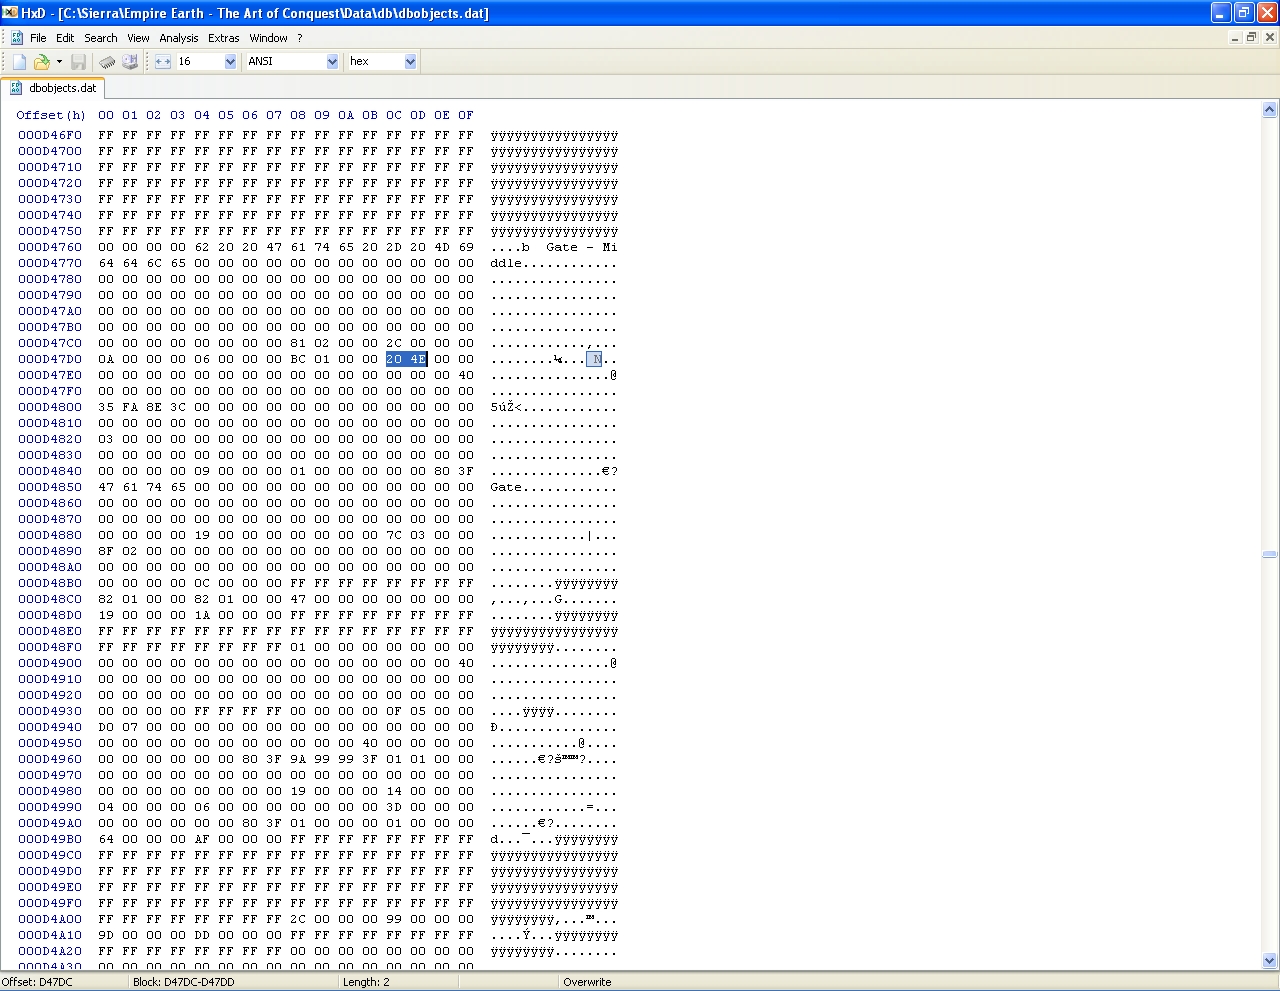 HxD - [C:\Sierra\Empire Earth - The Art of Conquest\Data\db\dbobjects.dat]
File Edit Search View Analysis Extras Window ?
16 ANSI hex
dbobjects.dat
Offset(h) 00 01 02 03 04 05 06 07 08 09 0A 0B 0C 0D 0E 0F
000D46F0 FF FF FF FF FF FF FF FF FF FF FF FF FF FF FF FF ÿÿÿÿÿÿÿÿÿÿÿÿÿÿÿÿ
000D4700 FF FF FF FF FF FF FF FF FF FF FF FF FF FF FF FF ÿÿÿÿÿÿÿÿÿÿÿÿÿÿÿÿ
000D4710 FF FF FF FF FF FF FF FF FF FF FF FF FF FF FF FF ÿÿÿÿÿÿÿÿÿÿÿÿÿÿÿÿ
000D4720 FF FF FF FF FF FF FF FF FF FF FF FF FF FF FF FF ÿÿÿÿÿÿÿÿÿÿÿÿÿÿÿÿ
000D4730 FF FF FF FF FF FF FF FF FF FF FF FF FF FF FF FF ÿÿÿÿÿÿÿÿÿÿÿÿÿÿÿÿ
000D4740 FF FF FF FF FF FF FF FF FF FF FF FF FF FF FF FF ÿÿÿÿÿÿÿÿÿÿÿÿÿÿÿÿ
000D4750 FF FF FF FF FF FF FF FF FF FF FF FF FF FF FF FF ÿÿÿÿÿÿÿÿÿÿÿÿÿÿÿÿ
000D4760 00 00 00 00 62 20 20 47 61 74 65 20 2D 20 4D 69 ....b  Gate - Mi
000D4770 64 64 6C 65 00 00 00 00 00 00 00 00 00 00 00 00 ddle............
000D4780 00 00 00 00 00 00 00 00 00 00 00 00 00 00 00 00 ................
000D4790 00 00 00 00 00 00 00 00 00 00 00 00 00 00 00 00 ................
000D47A0 00 00 00 00 00 00 00 00 00 00 00 00 00 00 00 00 ................
000D47B0 00 00 00 00 00 00 00 00 00 00 00 00 00 00 00 00 ................
000D47C0 00 00 00 00 00 00 00 00 81 02 00 00 2C 00 00 00 ............,...
000D47D0 0A 00 00 00 06 00 00 00 BC 01 00 00 20 4E 00 00 ........¼... N..
000D47E0 00 00 00 00 00 00 00 00 00 00 00 00 00 00 00 40 ...............@
000D47F0 00 00 00 00 00 00 00 00 00 00 00 00 00 00 00 00 ................
000D4800 35 FA 8E 3C 00 00 00 00 00 00 00 00 00 00 00 00 5úŽ<............
000D4810 00 00 00 00 00 00 00 00 00 00 00 00 00 00 00 00 ................
000D4820 03 00 00 00 00 00 00 00 00 00 00 00 00 00 00 00 ................
000D4830 00 00 00 00 00 00 00 00 00 00 00 00 00 00 00 00 ................
000D4840 00 00 00 00 09 00 00 00 01 00 00 00 00 00 80 3F ..............€?
000D4850 47 61 74 65 00 00 00 00 00 00 00 00 00 00 00 00 Gate............
000D4860 00 00 00 00 00 00 00 00 00 00 00 00 00 00 00 00 ................
000D4870 00 00 00 00 00 00 00 00 00 00 00 00 00 00 00 00 ................
000D4880 00 00 00 00 19 00 00 00 00 00 00 00 7C 03 00 00 ............|...
000D4890 8F 02 00 00 00 00 00 00 00 00 00 00 00 00 00 00 ................
000D48A0 00 00 00 00 00 00 00 00 00 00 00 00 00 00 00 00 ................
000D48B0 00 00 00 00 0C 00 00 00 FF FF FF FF FF FF FF FF ........ÿÿÿÿÿÿÿÿ
000D48C0 82 01 00 00 82 01 00 00 47 00 00 00 00 00 00 00 ‚...‚...G.......
000D48D0 19 00 00 00 1A 00 00 00 FF FF FF FF FF FF FF FF ........ÿÿÿÿÿÿÿÿ
000D48E0 FF FF FF FF FF FF FF FF FF FF FF FF FF FF FF FF ÿÿÿÿÿÿÿÿÿÿÿÿÿÿÿÿ
000D48F0 FF FF FF FF FF FF FF FF 01 00 00 00 00 00 00 00 ÿÿÿÿÿÿÿÿ........
000D4900 00 00 00 00 00 00 00 00 00 00 00 00 00 00 00 40 ...............@
000D4910 00 00 00 00 00 00 00 00 00 00 00 00 00 00 00 00 ................
000D4920 00 00 00 00 00 00 00 00 00 00 00 00 00 00 00 00 ................
000D4930 00 00 00 00 FF FF FF FF 00 00 00 00 0F 05 00 00 ....ÿÿÿÿ........
000D4940 D0 07 00 00 00 00 00 00 00 00 00 00 00 00 00 00 Ð...............
000D4950 00 00 00 00 00 00 00 00 00 00 00 40 00 00 00 00 ...........@....
000D4960 00 00 00 00 00 00 80 3F 9A 99 99 3F 01 01 00 00 ......€?š™™?....
000D4970 00 00 00 00 00 00 00 00 00 00 00 00 00 00 00 00 ................
000D4980 00 00 00 00 00 00 00 00 19 00 00 00 14 00 00 00 ................
000D4990 04 00 00 00 06 00 00 00 00 00 00 00 3D 00 00 00 ............=...
000D49A0 00 00 00 00 00 00 80 3F 01 00 00 00 01 00 00 00 ......€?........
000D49B0 64 00 00 00 AF 00 00 00 FF FF FF FF FF FF FF FF d...¯...ÿÿÿÿÿÿÿÿ
000D49C0 FF FF FF FF FF FF FF FF FF FF FF FF FF FF FF FF ÿÿÿÿÿÿÿÿÿÿÿÿÿÿÿÿ
000D49D0 FF FF FF FF FF FF FF FF FF FF FF FF FF FF FF FF ÿÿÿÿÿÿÿÿÿÿÿÿÿÿÿÿ
000D49E0 FF FF FF FF FF FF FF FF FF FF FF FF FF FF FF FF ÿÿÿÿÿÿÿÿÿÿÿÿÿÿÿÿ
000D49F0 FF FF FF FF FF FF FF FF FF FF FF FF FF FF FF FF ÿÿÿÿÿÿÿÿÿÿÿÿÿÿÿÿ
000D4A00 FF FF FF FF FF FF FF FF 2C 00 00 00 99 00 00 00 ÿÿÿÿÿÿÿÿ,...™...
000D4A10 9D 00 00 00 DD 00 00 00 FF FF FF FF FF FF FF FF ....Ý...ÿÿÿÿÿÿÿÿ
000D4A20 FF FF FF FF FF FF FF FF 00 00 00 00 00 00 00 00 ÿÿÿÿÿÿÿÿ........
000D4A30 00 00 00 00 00 00 00 00 00 00 00 00 00 00 00 00
Offset: D47DC Block: D47DC-D47DD Length: 2 Overwrite